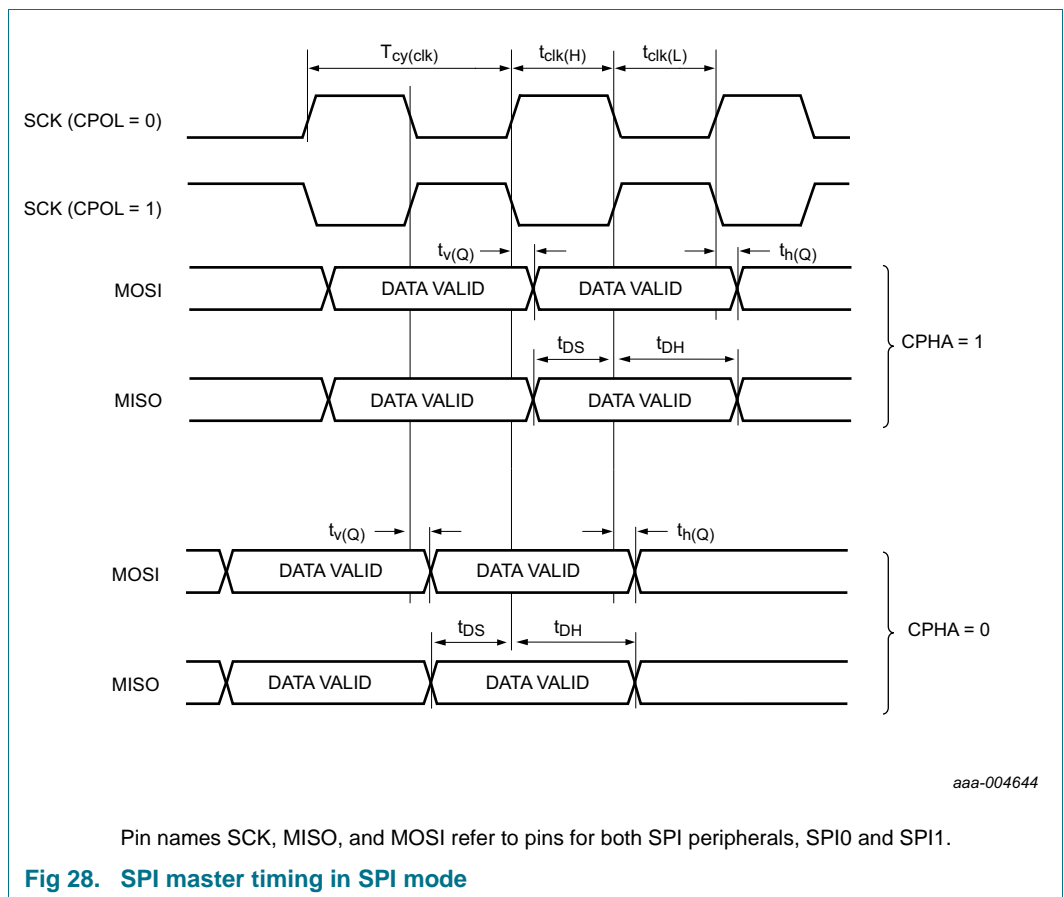 Tcy(clk) tclk(H) tclk(L)
SCK (CPOL = 0)
SCK (CPOL = 1)
tv(Q) th(Q)
MOSI DATA VALID DATA VALID
CPHA = 1
tDS tDH
MISO DATA VALID DATA VALID
tv(Q) th(Q)
MOSI DATA VALID DATA VALID
CPHA = 0
tDS tDH
MISO DATA VALID DATA VALID
aaa-004644
Pin names SCK, MISO, and MOSI refer to pins for both SPI peripherals, SPI0 and SPI1.
Fig 28. SPI master timing in SPI mode